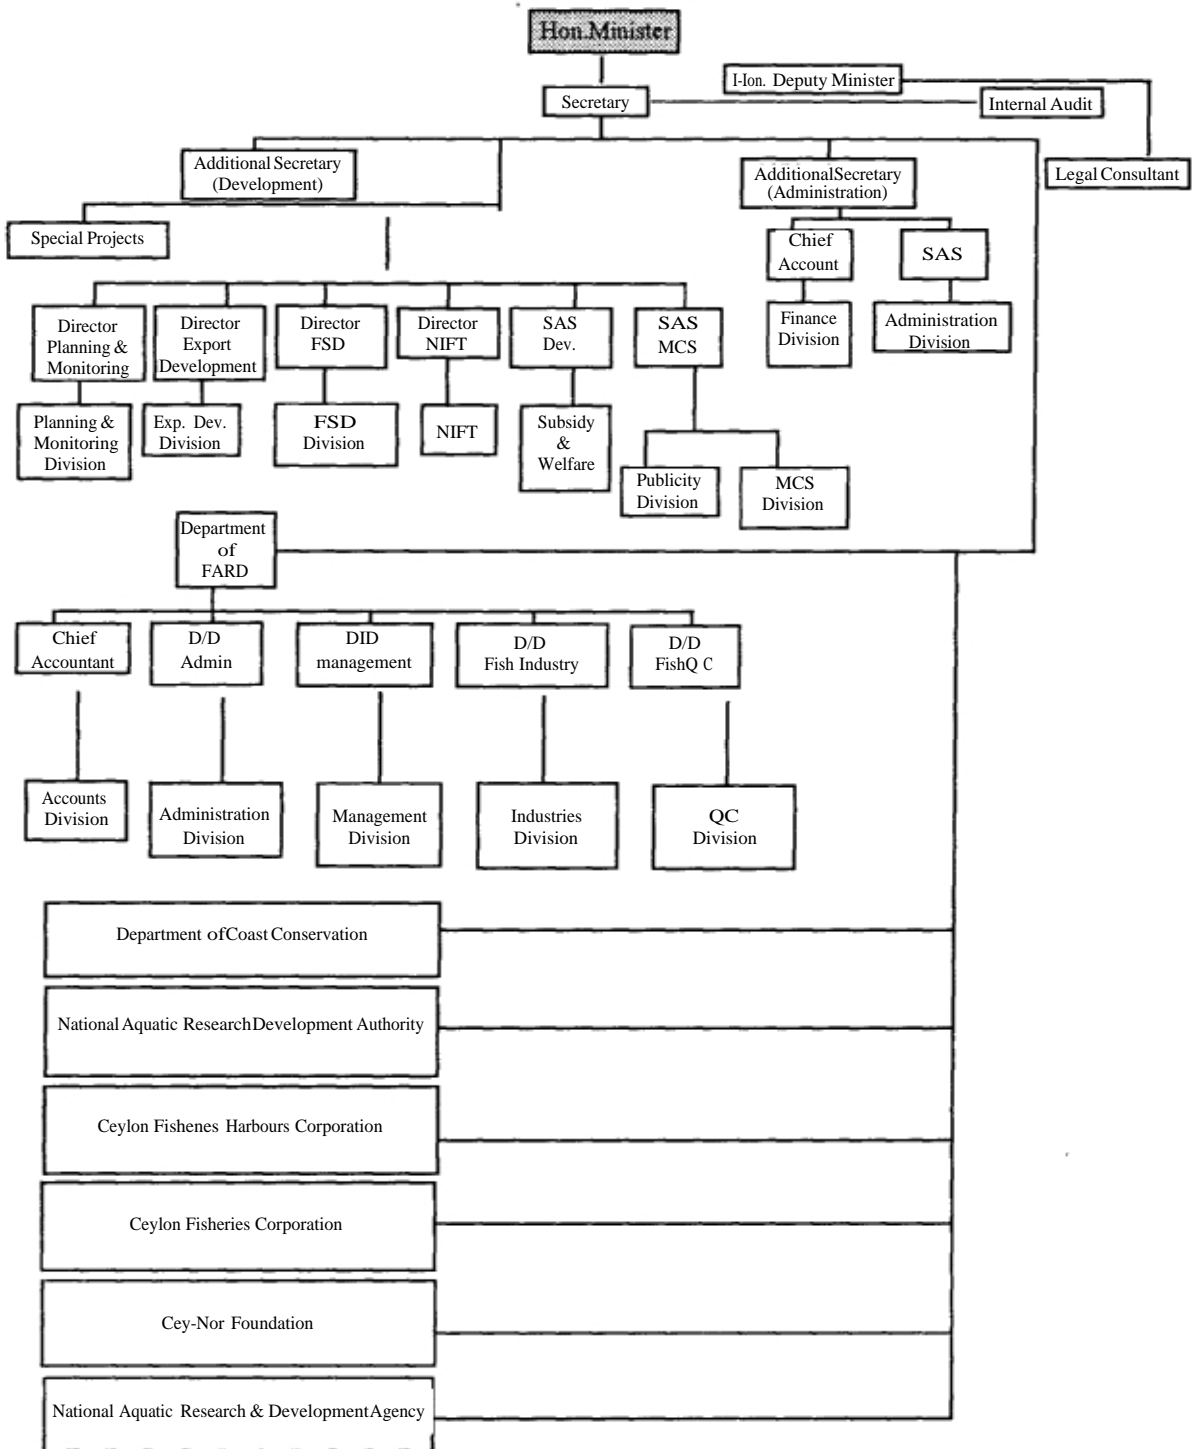 Hon.Minister
I-Ion. Deputy Minister
Secretary
Internal Audit
Additional Secretary
(Development)
AdditionalSecretary
(Administration)
Legal Consultant
Special Projects
Chief
Account
SAS
Director
Planning &
Monitoring
Director
Export
Development
Director
FSD
Director
NIFT
SAS
Dev.
SAS
MCS
Finance
Division
Administration
Division
Planning &
Monitoring
Division
Exp. Dev.
Division
FSD
Division
NIFT
Subsidy
&
Welfare
Publicity
Division
MCS
Division
Department
of
FARD
Chief
Accountant
D/D
Admin
DID
management
D/D
Fish Industry
D/D
FishQ C
Accounts
Division
Administration
Division
Management
Division
Industries
Division
QC
Division
Department ofCoast Conservation
National Aquatic ResearchDevelopment Authority
Ceylon Fishenes Harbours Corporation
Ceylon Fisheries Corporation
Cey-Nor Foundation
National Aquatic Research & DevelopmentAgency